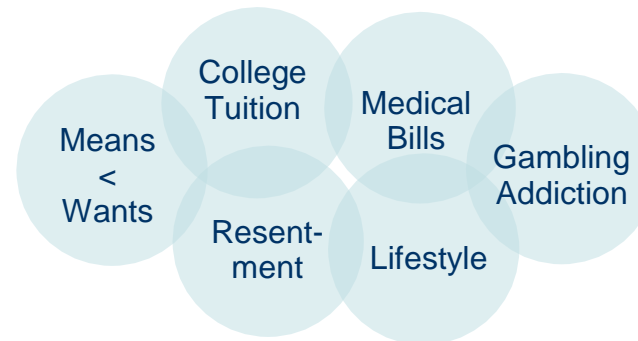 Means
<
Wants
College
Tuition
Resent-
ment
Medical
Bills
Lifestyle
Gambling
Addiction